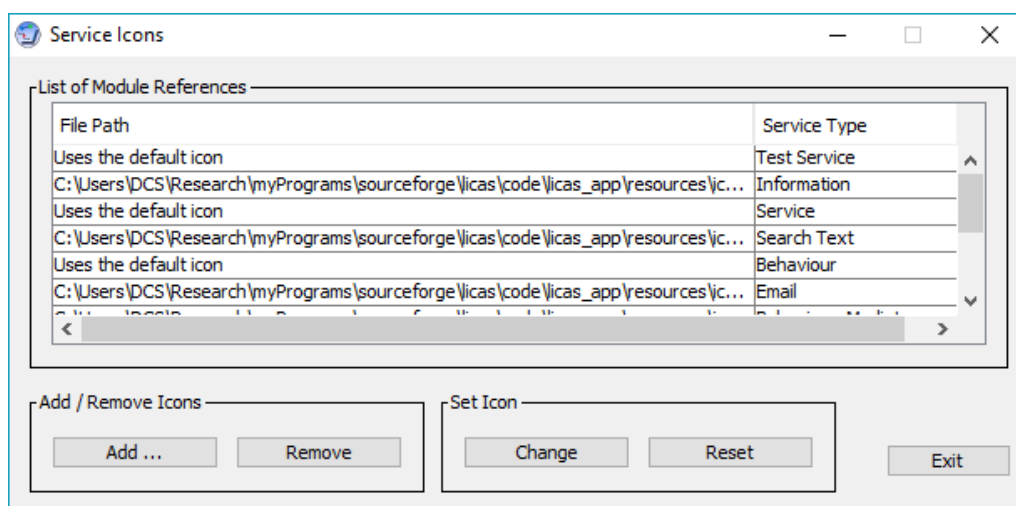 Service Icons
List of Module References
File Path Service Type
Uses the default icon Test Service
C:\Users\DCS\Research\myPrograms\sourceforge\licas\code\licas_app\resources\ic... Information
Uses the default icon Service
C:\Users\DCS\Research\myPrograms\sourceforge\licas\code\licas_app\resources\ic... Search Text
Uses the default icon Behaviour
C:\Users\DCS\Research\myPrograms\sourceforge\licas\code\licas_app\resources\ic... Email
Add / Remove Icons Set Icon
Add ... Remove Change Reset Exit